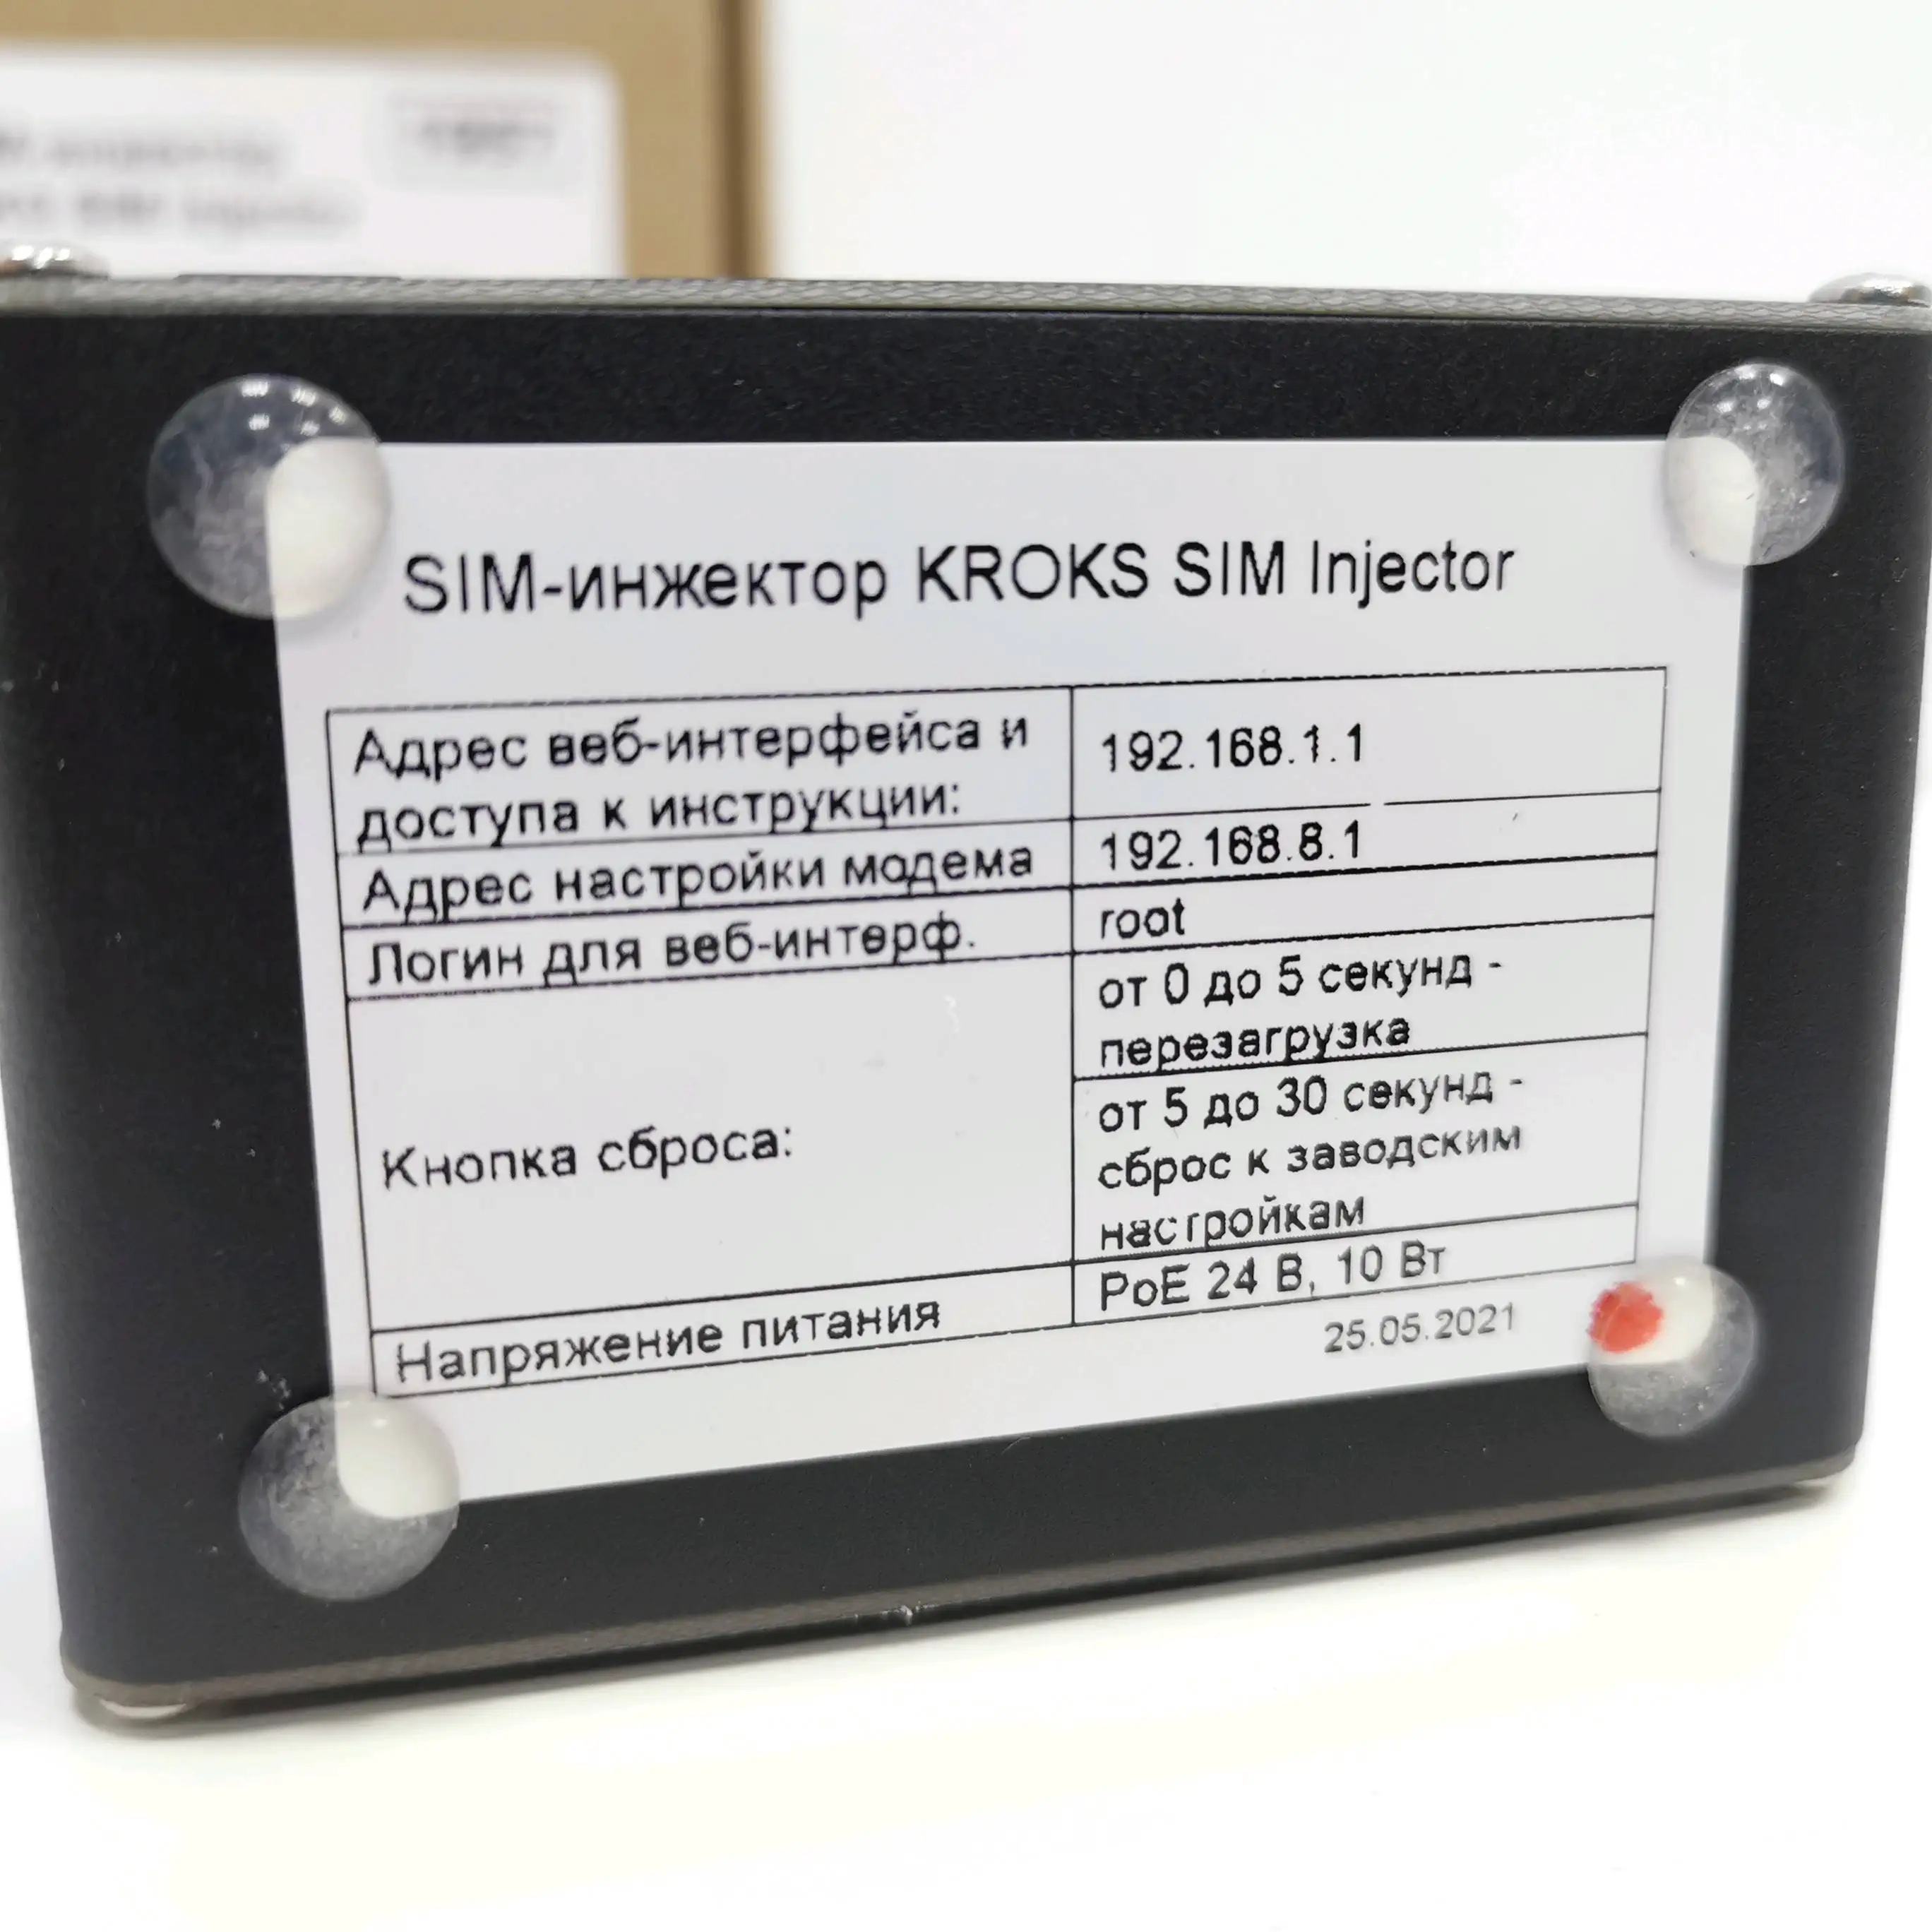 SIM-инжектор KROKS SIM Injector
Адрес веб-интерфейса и
доступа к инструкции:
192.168.1.1
Адрес настройки модема
192.168.8.1
Логин для веб-интерф.
root
Кнопка сброса:
от 0 до 5 секунд -
перезагрузка
от 5 до 30 секунд -
сброс к заводским
настройкам
Напряжение питания
PoE 24 В, 10 Вт
25.05.2021